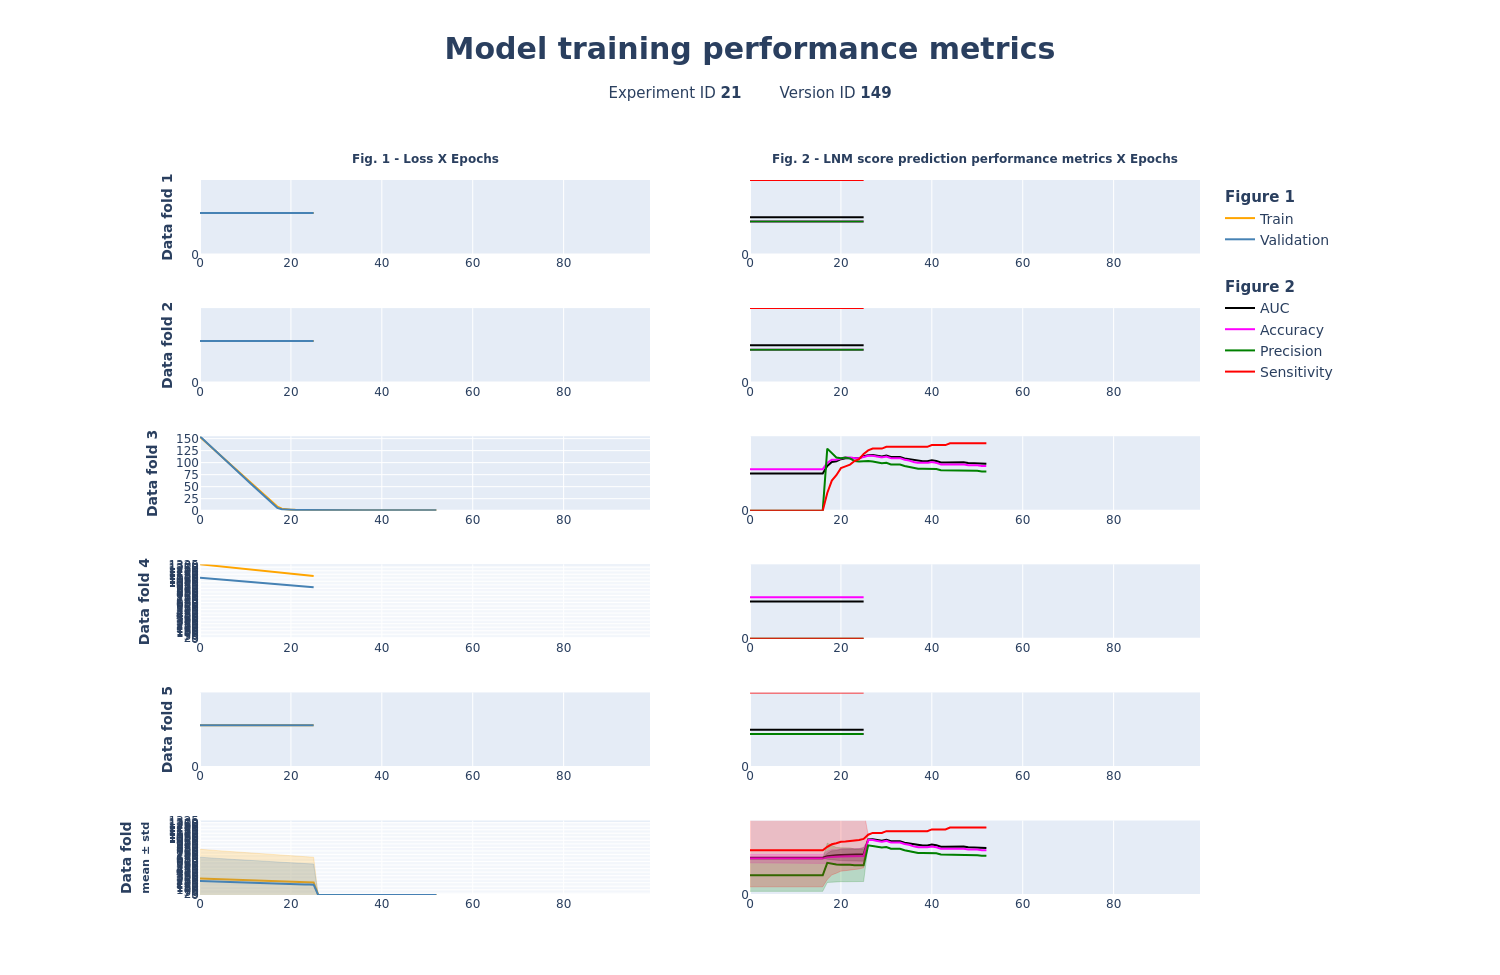 Model training performance metrics
Experiment ID 21 Version ID 149
Fig. 1 - Loss X Epochs
Fig. 2 - LNM score prediction performance metrics X Epochs
Data fold 1
0
0 20 40 60 80
0
0 20 40 60 80
Figure 1
Train
Validation
Figure 2
AUC
Accuracy
Precision
Sensitivity
Data fold 2
0
0 20 40 60 80
0
0 20 40 60 80
Data fold 3
150
125
100
75
50
25
0
0 20 40 60 80
0
0 20 40 60 80
Data fold 4
0 20 40 60 80
0
0 20 40 60 80
Data fold 5
0
0 20 40 60 80
0
0 20 40 60 80
Data fold
mean ± std
0 20 40 60 80
0
0 20 40 60 80